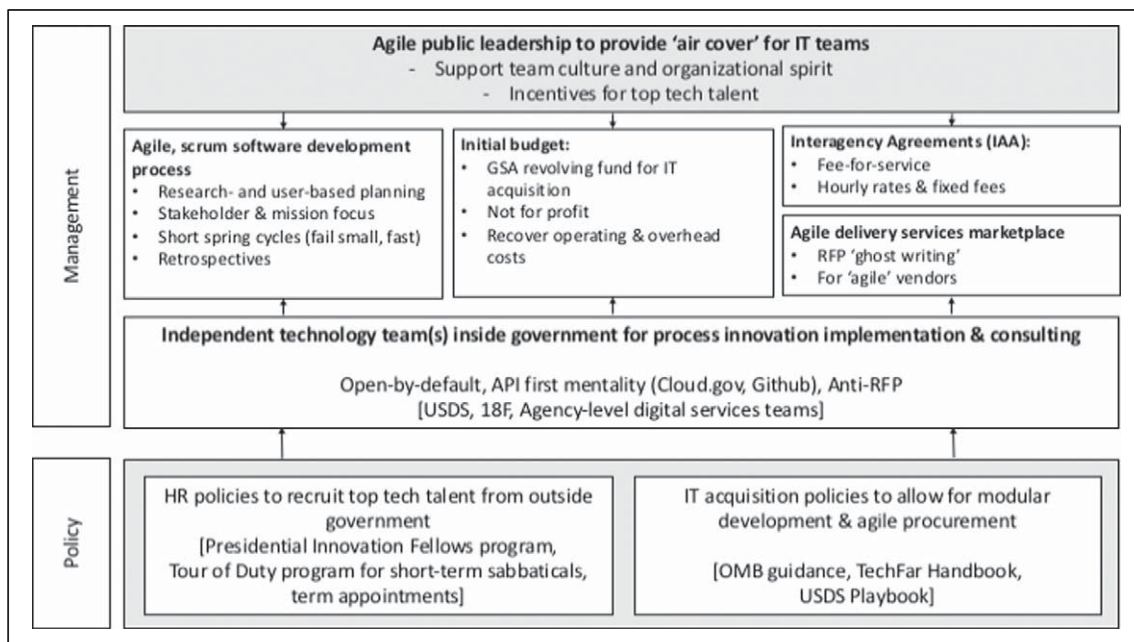 Management
Agile public leadership to provide ‘air cover’ for IT teams
- Support team culture and organizational spirit
- Incentives for top tech talent
Agile, scrum software development
process
• Research- and user-based planning
• Stakeholder & mission focus
• Short spring cycles (fail small, fast)
• Retrospectives
Initial budget:
• GSA revolving fund for IT
acquisition
• Not for profit
• Recover operating & overhead
costs
Interagency Agreements (IAA):
• Fee-for-service
• Hourly rates & fixed fees
Agile delivery services marketplace
• RFP ‘ghost writing’
• For ‘agile’ vendors
Independent technology team(s) inside government for process innovation implementation & consulting
Open-by-default, API first mentality (Cloud.gov, Github), Anti-RFP
[USDS, 18F, Agency-level digital services teams]
Policy
HR policies to recruit top tech talent from outside
government
[Presidential Innovation Fellows program,
Tour of Duty program for short-term sabbaticals,
term appointments]
IT acquisition policies to allow for modular
development & agile procurement
[OMB guidance, TechFar Handbook,
USDS Playbook]